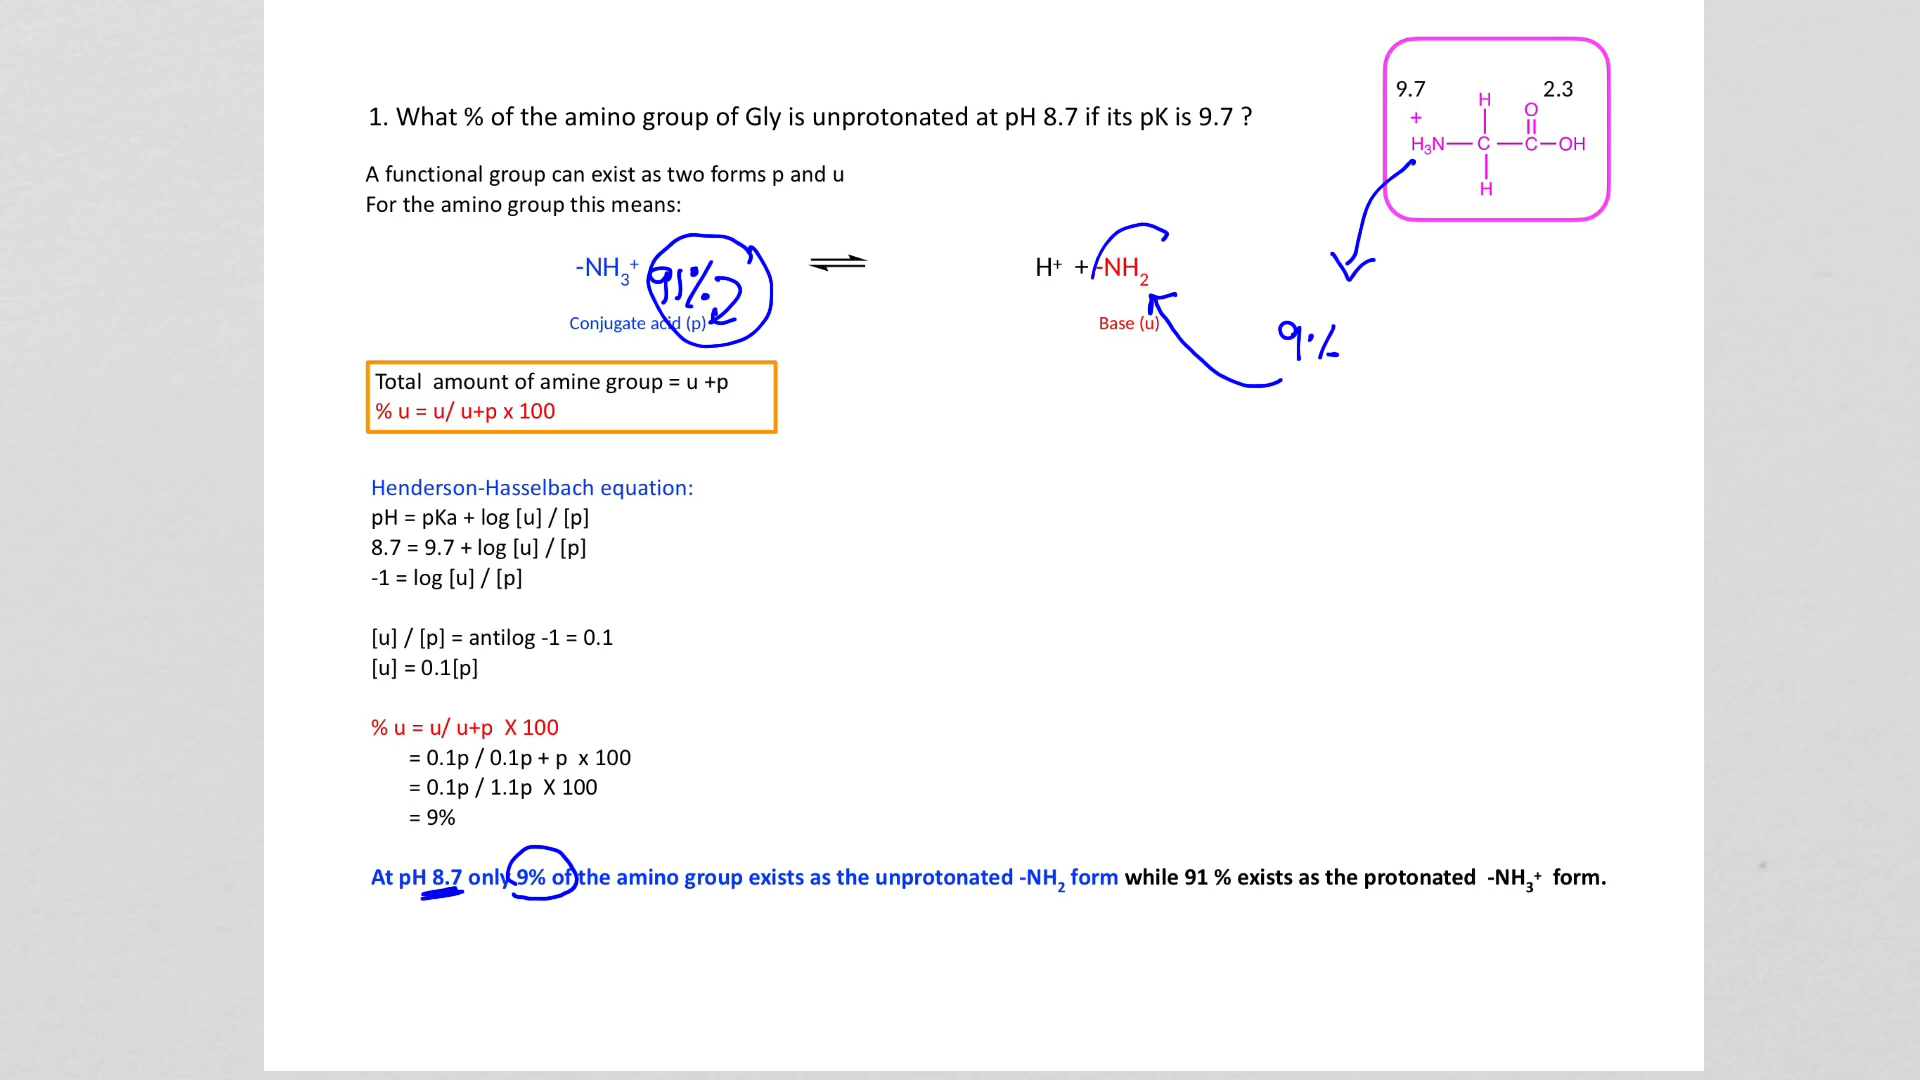 9.7 2.3
H
O
+
H₃N—C—C—OH
H
1. What % of the amino group of Gly is unprotonated at pH 8.7 if its pK is 9.7 ?
A functional group can exist as two forms p and u
For the amino group this means:
-NH₃⁺ 91% ⇌ H⁺ + -NH₂
Conjugate acid (p) Base (u)
9%
Total amount of amine group = u +p
% u = u/ u+p x 100
Henderson-Hasselbach equation:
pH = pKa + log [u] / [p]
8.7 = 9.7 + log [u] / [p]
-1 = log [u] / [p]
[u] / [p] = antilog -1 = 0.1
[u] = 0.1[p]
% u = u/ u+p X 100
= 0.1p / 0.1p + p x 100
= 0.1p / 1.1p X 100
= 9%
At pH 8.7 only 9% of the amino group exists as the unprotonated -NH₂ form while 91 % exists as the protonated -NH₃⁺ form.